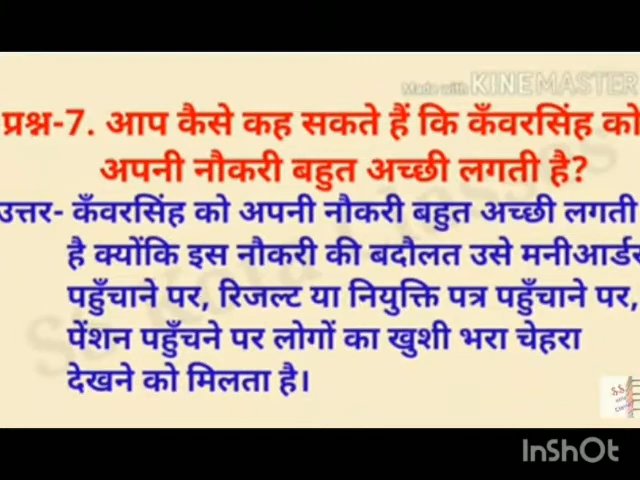 Made with KINEMASTER
प्रश्न-7. आप कैसे कह सकते हैं कि कँवरसिंह को
अपनी नौकरी बहुत अच्छी लगती है?
उत्तर- कँवरसिंह को अपनी नौकरी बहुत अच्छी लगती
है क्योंकि इस नौकरी की बदौलत उसे मनीआर्डर
पहुँचाने पर, रिजल्ट या नियुक्ति पत्र पहुँचाने पर,
पेंशन पहुँचने पर लोगों का खुशी भरा चेहरा
देखने को मिलता है।
InShOt